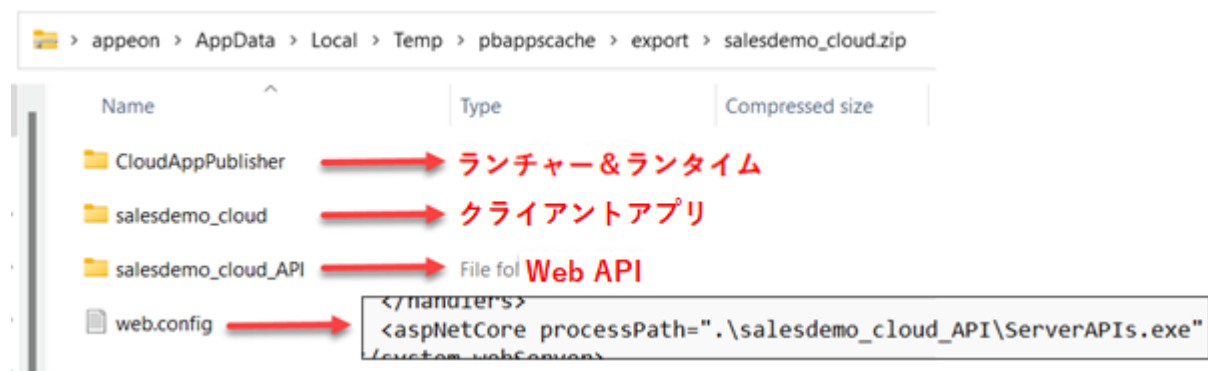 appeon > AppData > Local > Temp > pbappscache > export > salesdemo_cloud.zip
Name Type Compressed size
CloudAppPublisher ランチャー＆ランタイム
salesdemo_cloud クライアントアプリ
salesdemo_cloud_API File fol Web API
</handlers>
web.config <aspNetCore processPath=".\salesdemo_cloud_API\ServerAPIs.exe"
/system.webServer>